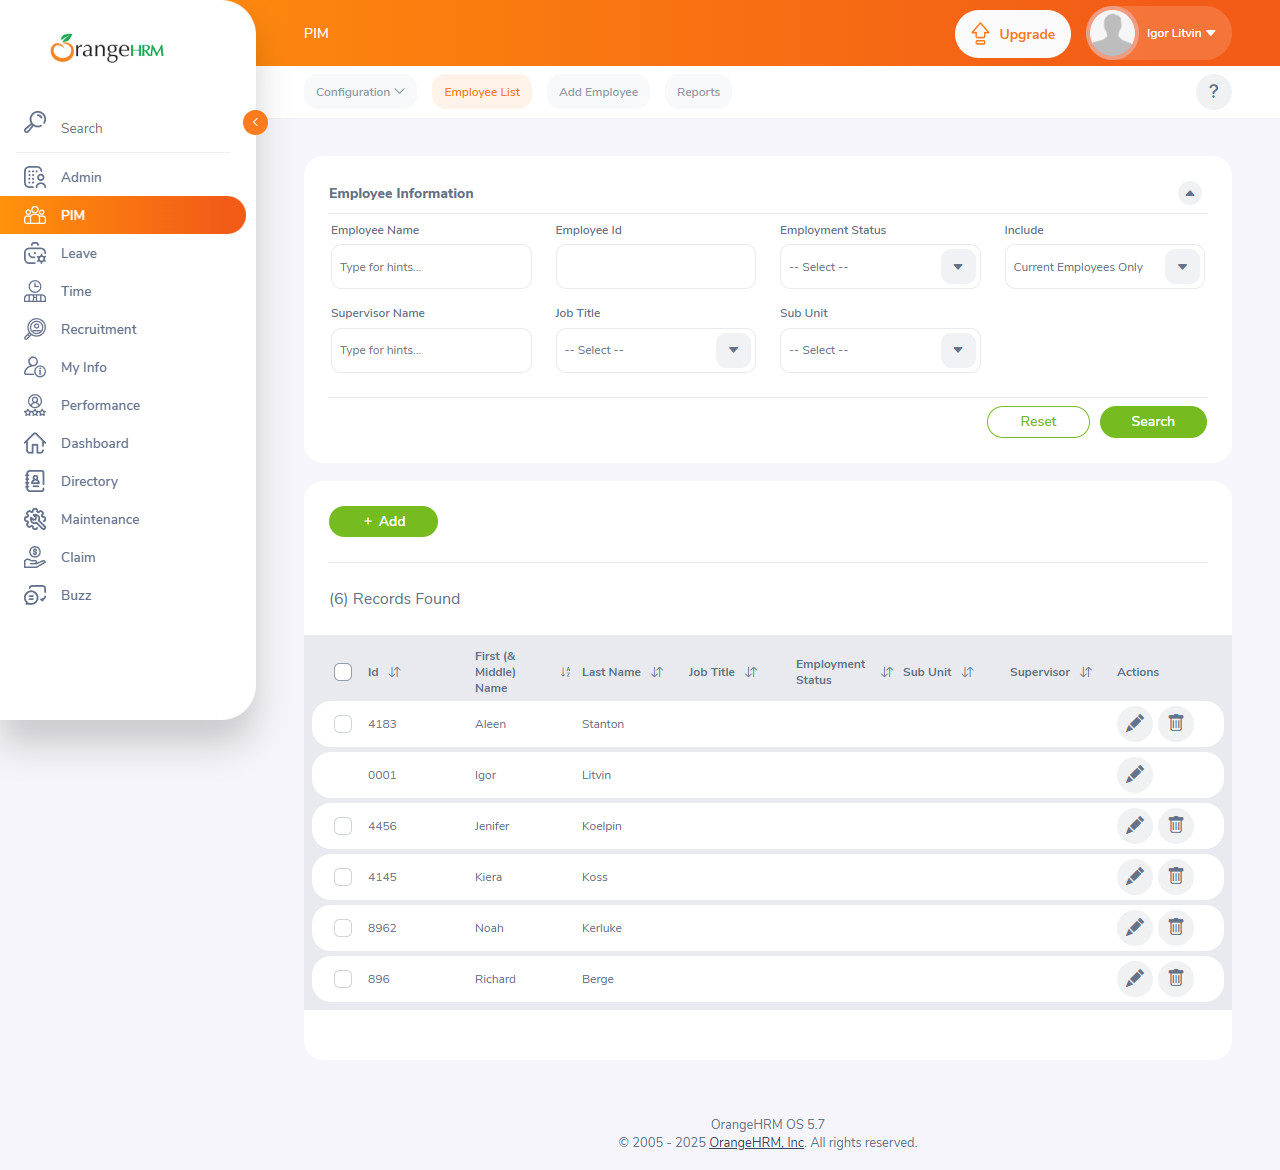 OrangeHRM
PIM
Upgrade
Igor Litvin
Configuration
Employee List
Add Employee
Reports
?
Search
Admin
PIM
Leave
Time
Recruitment
My Info
Performance
Dashboard
Directory
Maintenance
Claim
Buzz
Employee Information
Employee Name
Employee Id
Employment Status
Include
Type for hints...
-- Select --
Current Employees Only
Supervisor Name
Job Title
Sub Unit
Type for hints...
-- Select --
-- Select --
Reset
Search
+ Add
(6) Records Found
Id
First (& Middle) Name
Last Name
Job Title
Employment Status
Sub Unit
Supervisor
Actions
4183 Aleen Stanton
0001 Igor Litvin
4456 Jenifer Koelpin
4145 Kiera Koss
8962 Noah Kerluke
896 Richard Berge
OrangeHRM OS 5.7
© 2005 - 2025 OrangeHRM, Inc. All rights reserved.